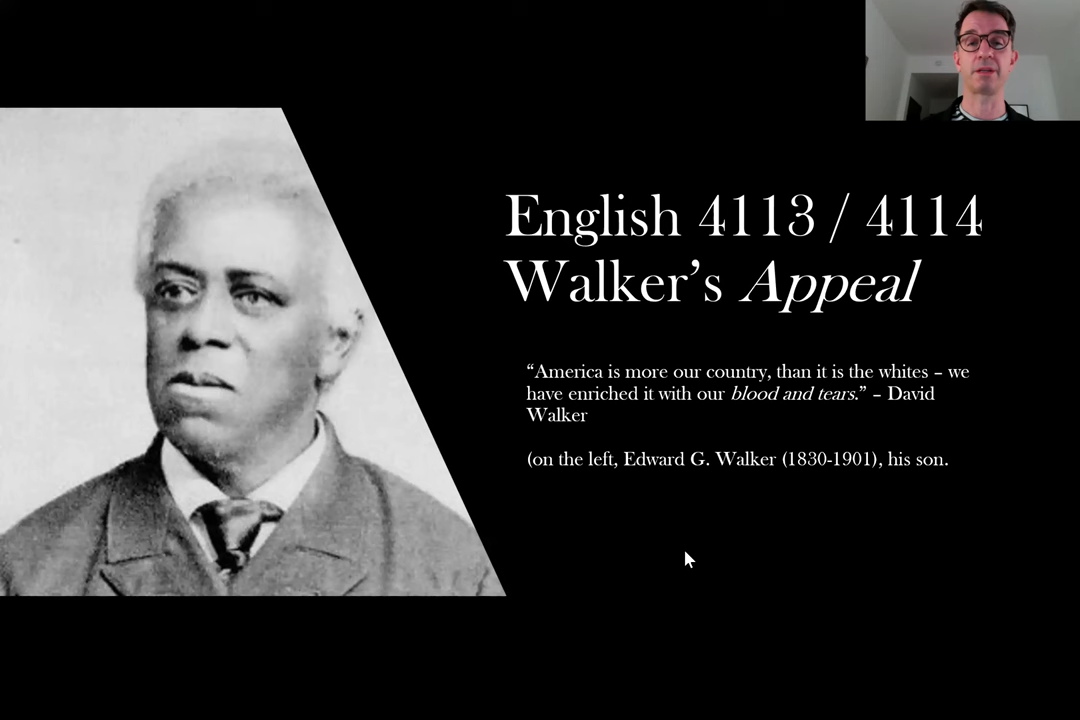 English 4113 / 4114
Walker’s Appeal
“America is more our country, than it is the whites – we
have enriched it with our blood and tears.” – David
Walker
(on the left, Edward G. Walker (1830-1901), his son.